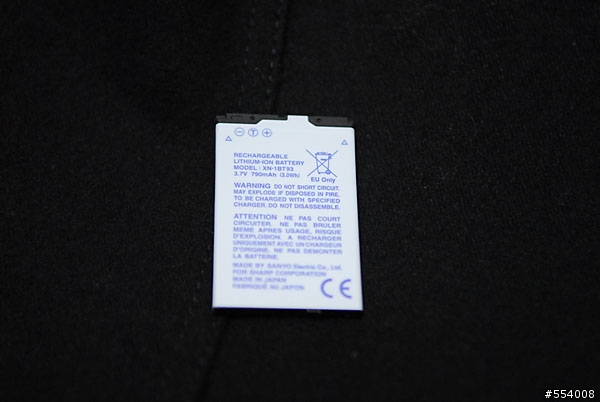 − T +
RECHARGEABLE
LITHIUM-ION BATTERY
MODEL : XN-1BT93
3.7V 790mAh (3.0Wh)
EU Only
WARNING DO NOT SHORT CIRCUIT.
MAY EXPLODE IF DISPOSED IN FIRE.
TO BE CHARGED WITH SPECIFIED
CHARGER. DO NOT DISASSEMBLE.
ATTENTION NE PAS COURT
CIRCUITER, NE PAS BRULER
MEME APRES USAGE, RISQUE
D'EXPLOSION. A RECHARGER
UNIQUEMENT AVEC UN CHARGEUR
D'ORIGINE. NE PAS DEMONTER
LA BATTERIE.
MADE BY SANYO Electric Co., Ltd.
FOR SHARP CORPORATION
MADE IN JAPAN
FABRIQUÉ AU JAPON
CE
#554008